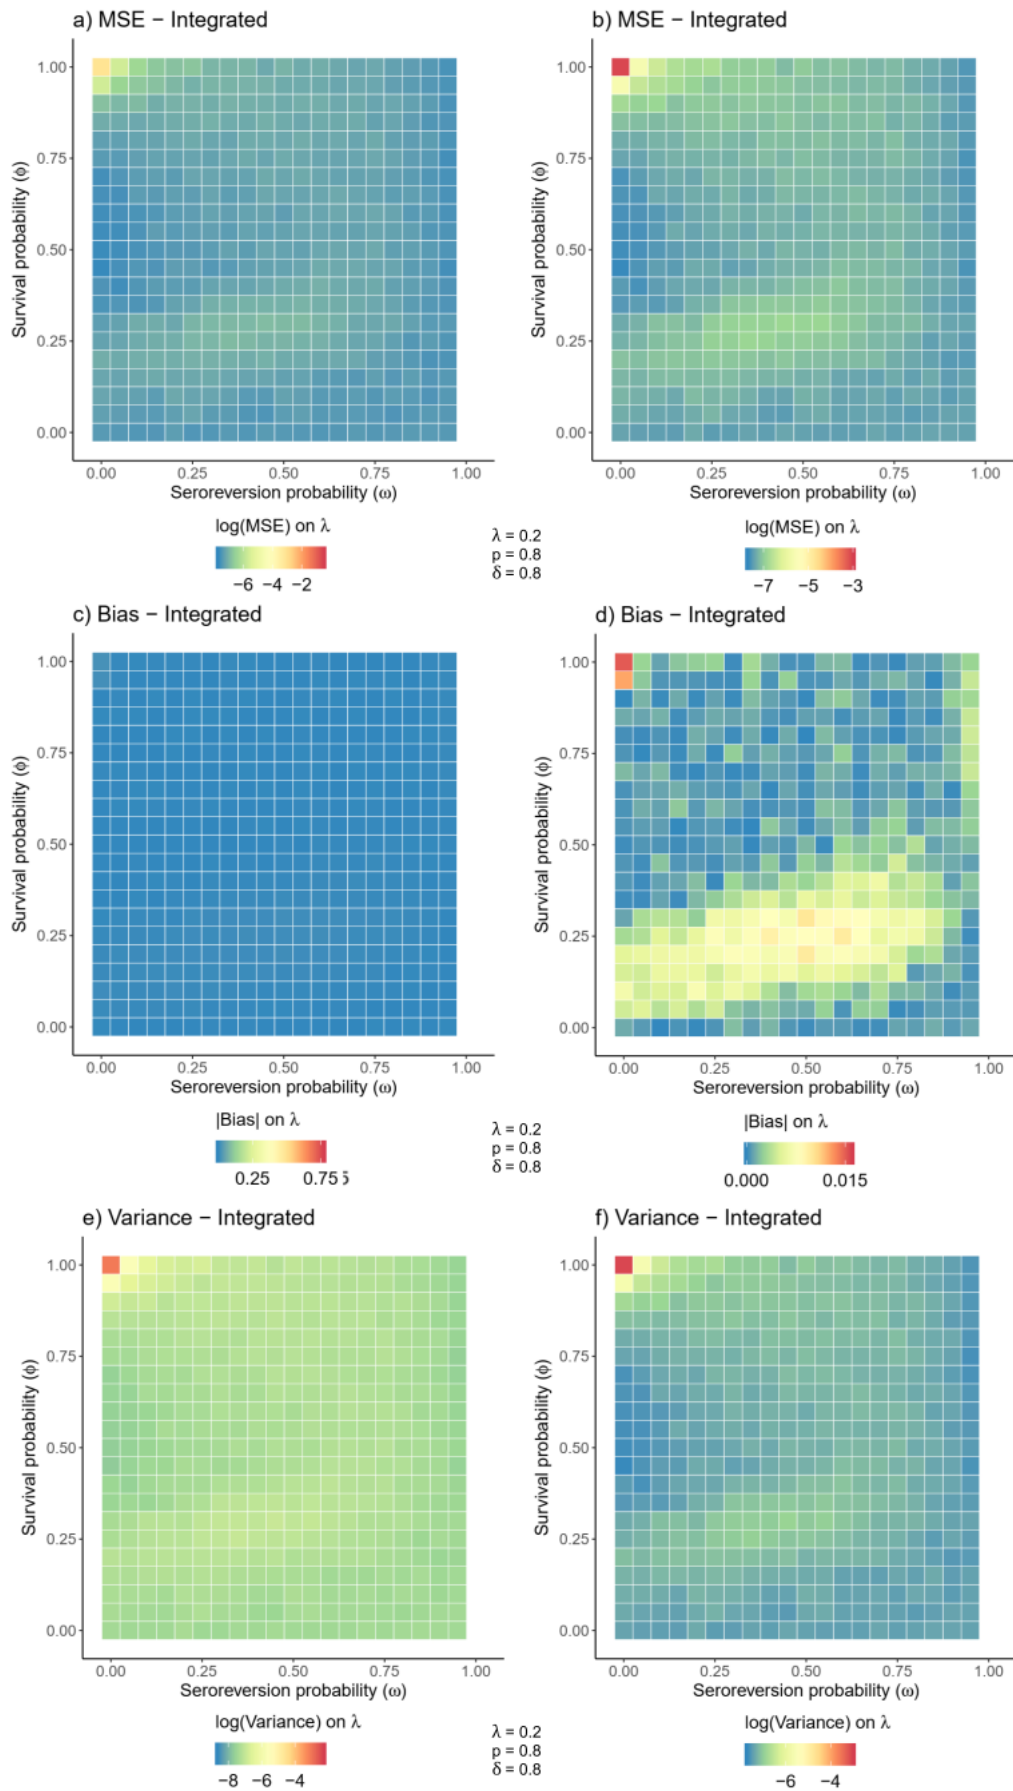 a) MSE − Integrated
b) MSE − Integrated
1.00
0.75
0.50
0.25
0.00
Survival probability (ϕ)
0.00 0.25 0.50 0.75 1.00
Seroreversion probability (ω)
1.00
0.75
0.50
0.25
0.00
Survival probability (ϕ)
0.00 0.25 0.50 0.75 1.00
Seroreversion probability (ω)
log(MSE) on λ
−6 −4 −2
λ = 0.2
p = 0.8
δ = 0.8
log(MSE) on λ
−7 −5 −3
c) Bias − Integrated
d) Bias − Integrated
1.00
0.75
0.50
0.25
0.00
Survival probability (ϕ)
0.00 0.25 0.50 0.75 1.00
Seroreversion probability (ω)
1.00
0.75
0.50
0.25
0.00
Survival probability (ϕ)
0.00 0.25 0.50 0.75 1.00
Seroreversion probability (ω)
|Bias| on λ
0.25 0.75
λ = 0.2
p = 0.8
δ = 0.8
|Bias| on λ
0.000 0.015
e) Variance − Integrated
f) Variance − Integrated
1.00
0.75
0.50
0.25
0.00
Survival probability (ϕ)
0.00 0.25 0.50 0.75 1.00
Seroreversion probability (ω)
1.00
0.75
0.50
0.25
0.00
Survival probability (ϕ)
0.00 0.25 0.50 0.75 1.00
Seroreversion probability (ω)
log(Variance) on λ
−8 −6 −4
λ = 0.2
p = 0.8
δ = 0.8
log(Variance) on λ
−6 −4